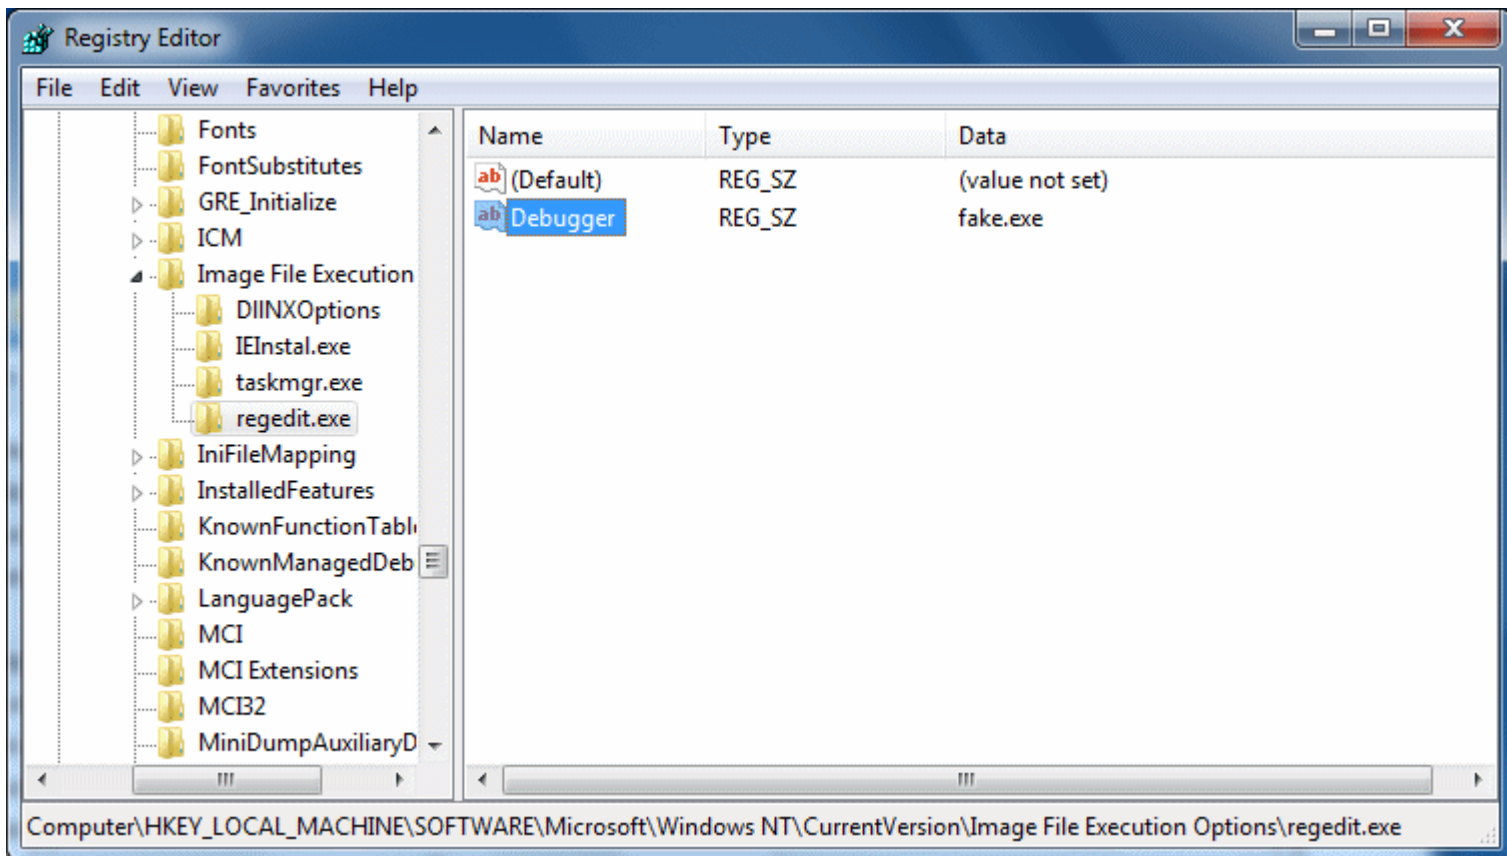 Registry Editor
File Edit View Favorites Help
Fonts
FontSubstitutes
GRE_Initialize
ICM
Image File Execution
DllNXOptions
IEInstal.exe
taskmgr.exe
regedit.exe
IniFileMapping
InstalledFeatures
KnownFunctionTabl
KnownManagedDeb
LanguagePack
MCI
MCI Extensions
MCI32
MiniDumpAuxiliaryD
Name Type Data
(Default) REG_SZ (value not set)
Debugger REG_SZ fake.exe
Computer\HKEY_LOCAL_MACHINE\SOFTWARE\Microsoft\Windows NT\CurrentVersion\Image File Execution Options\regedit.exe